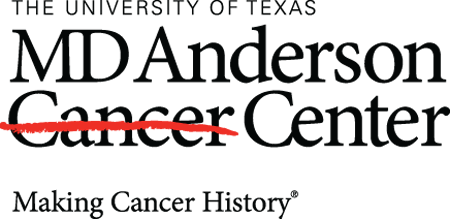 THE UNIVERSITY OF TEXAS
MD Anderson
Cancer Center
Making Cancer History®